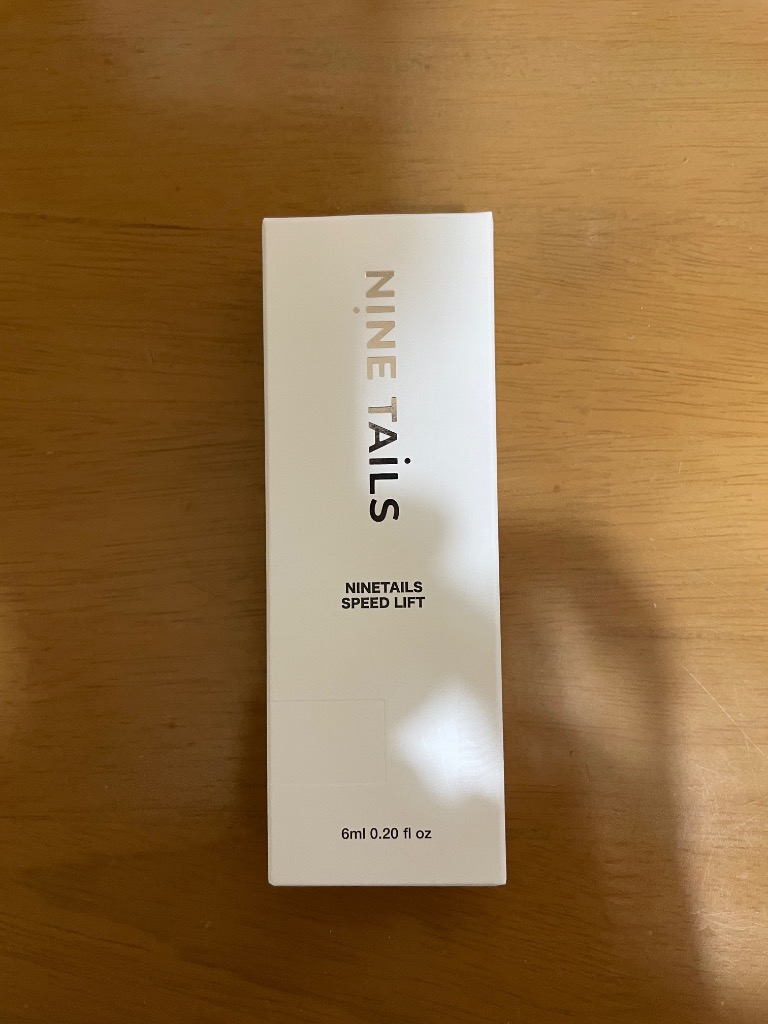 NINE TAILS
NINETAILS
SPEED LIFT
6ml 0.20 fl oz